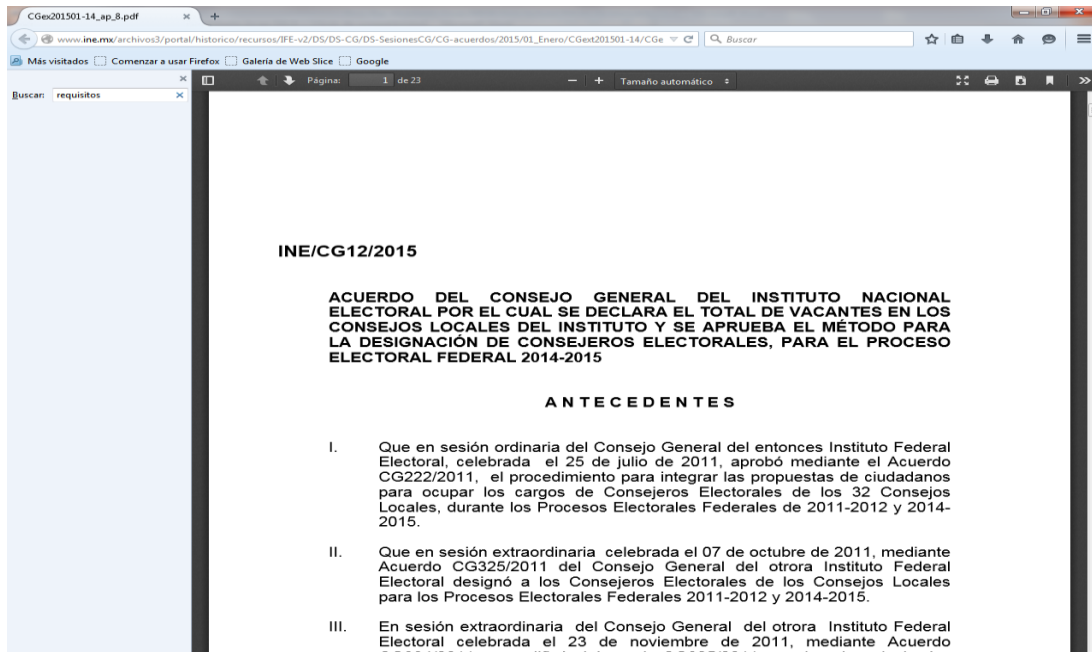 CGex201501-14_ap_8.pdf
www.ine.mx/archivos3/portal/historico/recursos/IFE-v2/DS/DS-CG/DS-SesionesCG/CG-acuerdos/2015/01_Enero/CGext201501-14/CGe
Buscar
Más visitados Comenzar a usar Firefox Galería de Web Slice Google
Página: 1 de 23 Tamaño automático
Buscar: requisitos
INE/CG12/2015
ACUERDO DEL CONSEJO GENERAL DEL INSTITUTO NACIONAL
ELECTORAL POR EL CUAL SE DECLARA EL TOTAL DE VACANTES EN LOS
CONSEJOS LOCALES DEL INSTITUTO Y SE APRUEBA EL MÉTODO PARA
LA DESIGNACIÓN DE CONSEJEROS ELECTORALES, PARA EL PROCESO
ELECTORAL FEDERAL 2014-2015
A N T E C E D E N T E S
I. Que en sesión ordinaria del Consejo General del entonces Instituto Federal
Electoral, celebrada el 25 de julio de 2011, aprobó mediante el Acuerdo
CG222/2011, el procedimiento para integrar las propuestas de ciudadanos
para ocupar los cargos de Consejeros Electorales de los 32 Consejos
Locales, durante los Procesos Electorales Federales de 2011-2012 y 2014-
2015.
II. Que en sesión extraordinaria celebrada el 07 de octubre de 2011, mediante
Acuerdo CG325/2011 del Consejo General del otrora Instituto Federal
Electoral designó a los Consejeros Electorales de los Consejos Locales
para los Procesos Electorales Federales 2011-2012 y 2014-2015.
III. En sesión extraordinaria del Consejo General del otrora Instituto Federal
Electoral celebrada el 23 de noviembre de 2011, mediante Acuerdo